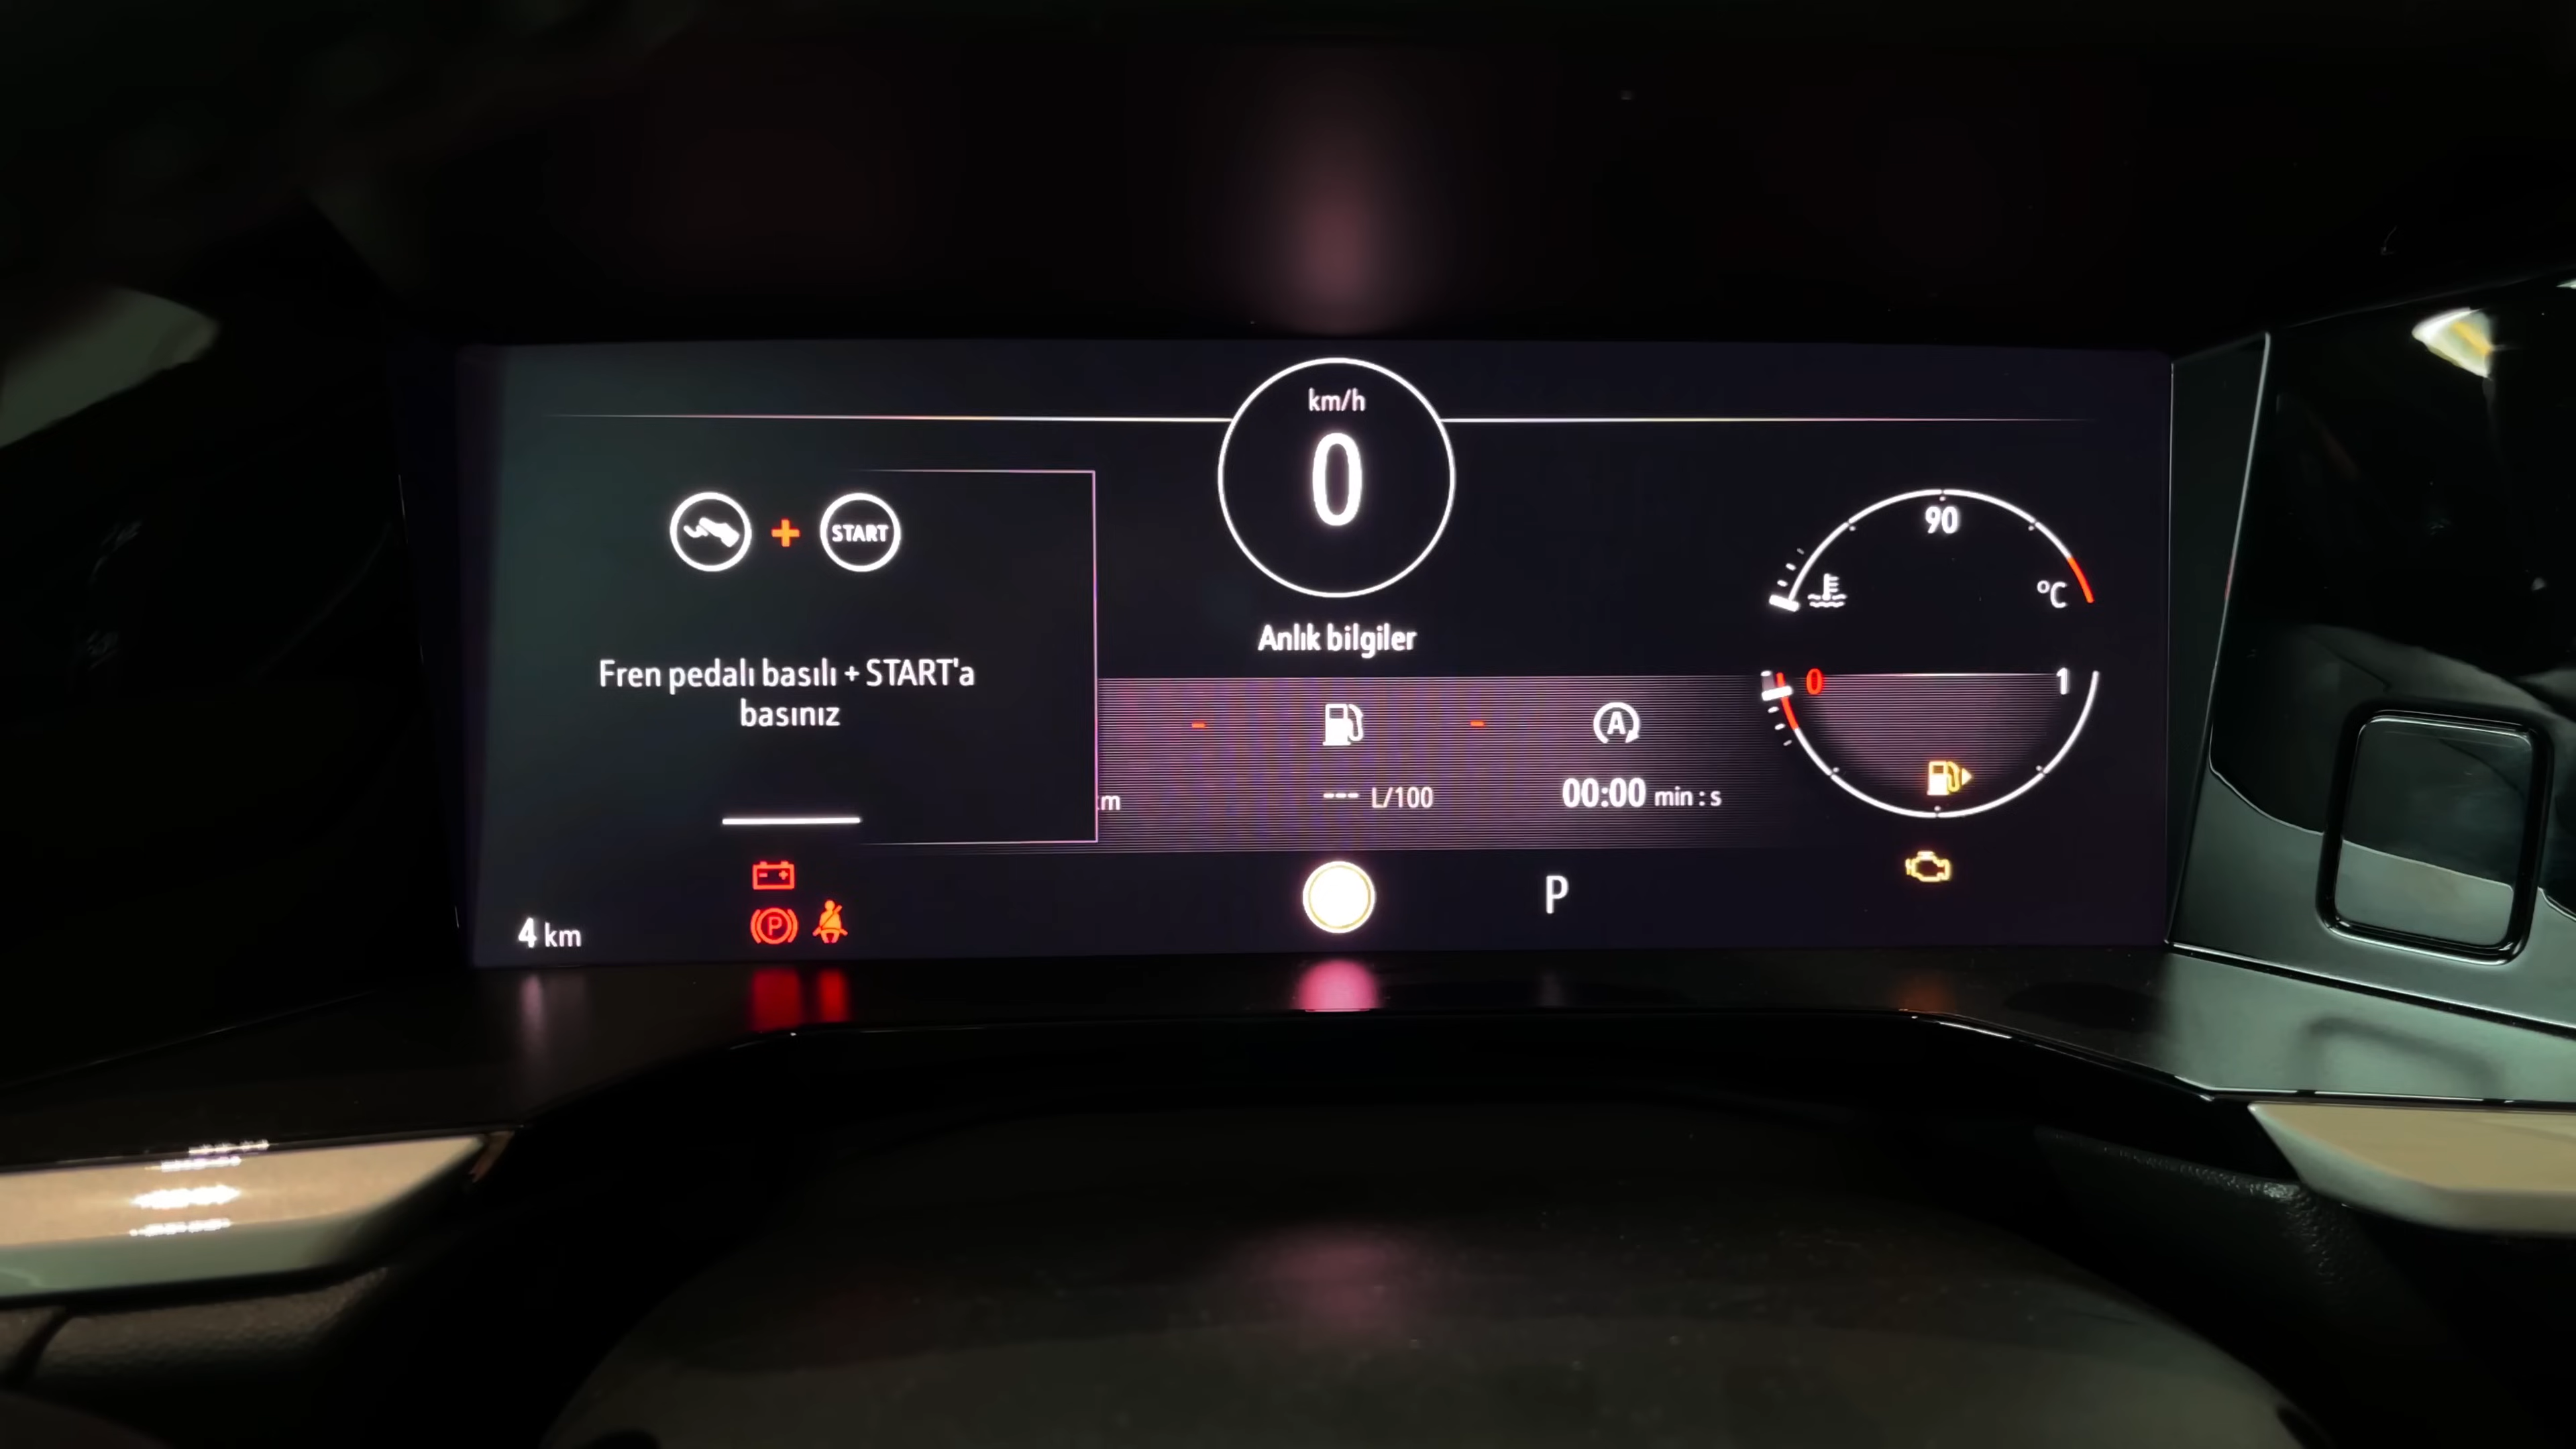 km/h
0
START
90
°C
Fren pedalı basılı + START'a
basınız
Anlık bilgiler
0
1
A
--- L/100
00:00 min : s
P
P
4 km